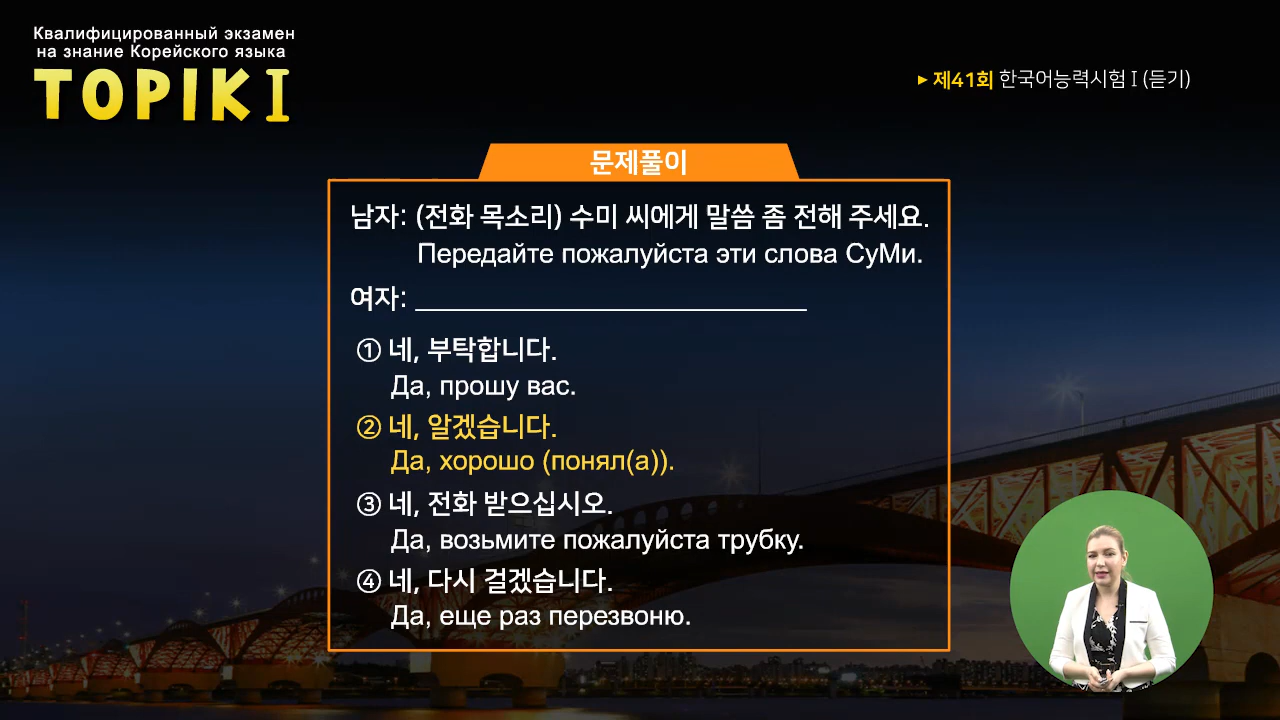 Квалифицированный экзамен
на знание Корейского языка
TOPIK I
▶ 제41회 한국어능력시험 I (듣기)
문제풀이
남자: (전화 목소리) 수미 씨에게 말씀 좀 전해 주세요.
Передайте пожалуйста эти слова СуМи.
여자: ____________________
① 네, 부탁합니다.
Да, прошу вас.
② 네, 알겠습니다.
Да, хорошо (понял(а)).
③ 네, 전화 받으십시오.
Да, возьмите пожалуйста трубку.
④ 네, 다시 걸겠습니다.
Да, еще раз перезвоню.